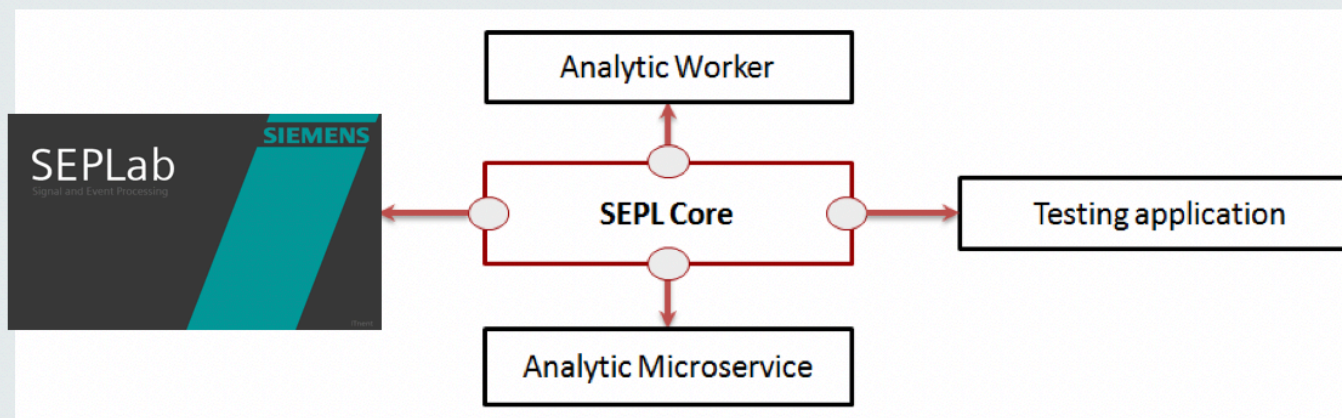 Analytic Worker
SIEMENS
SEPLab
Signal and Event Processing
SEPL Core
Testing application
Analytic Microservice